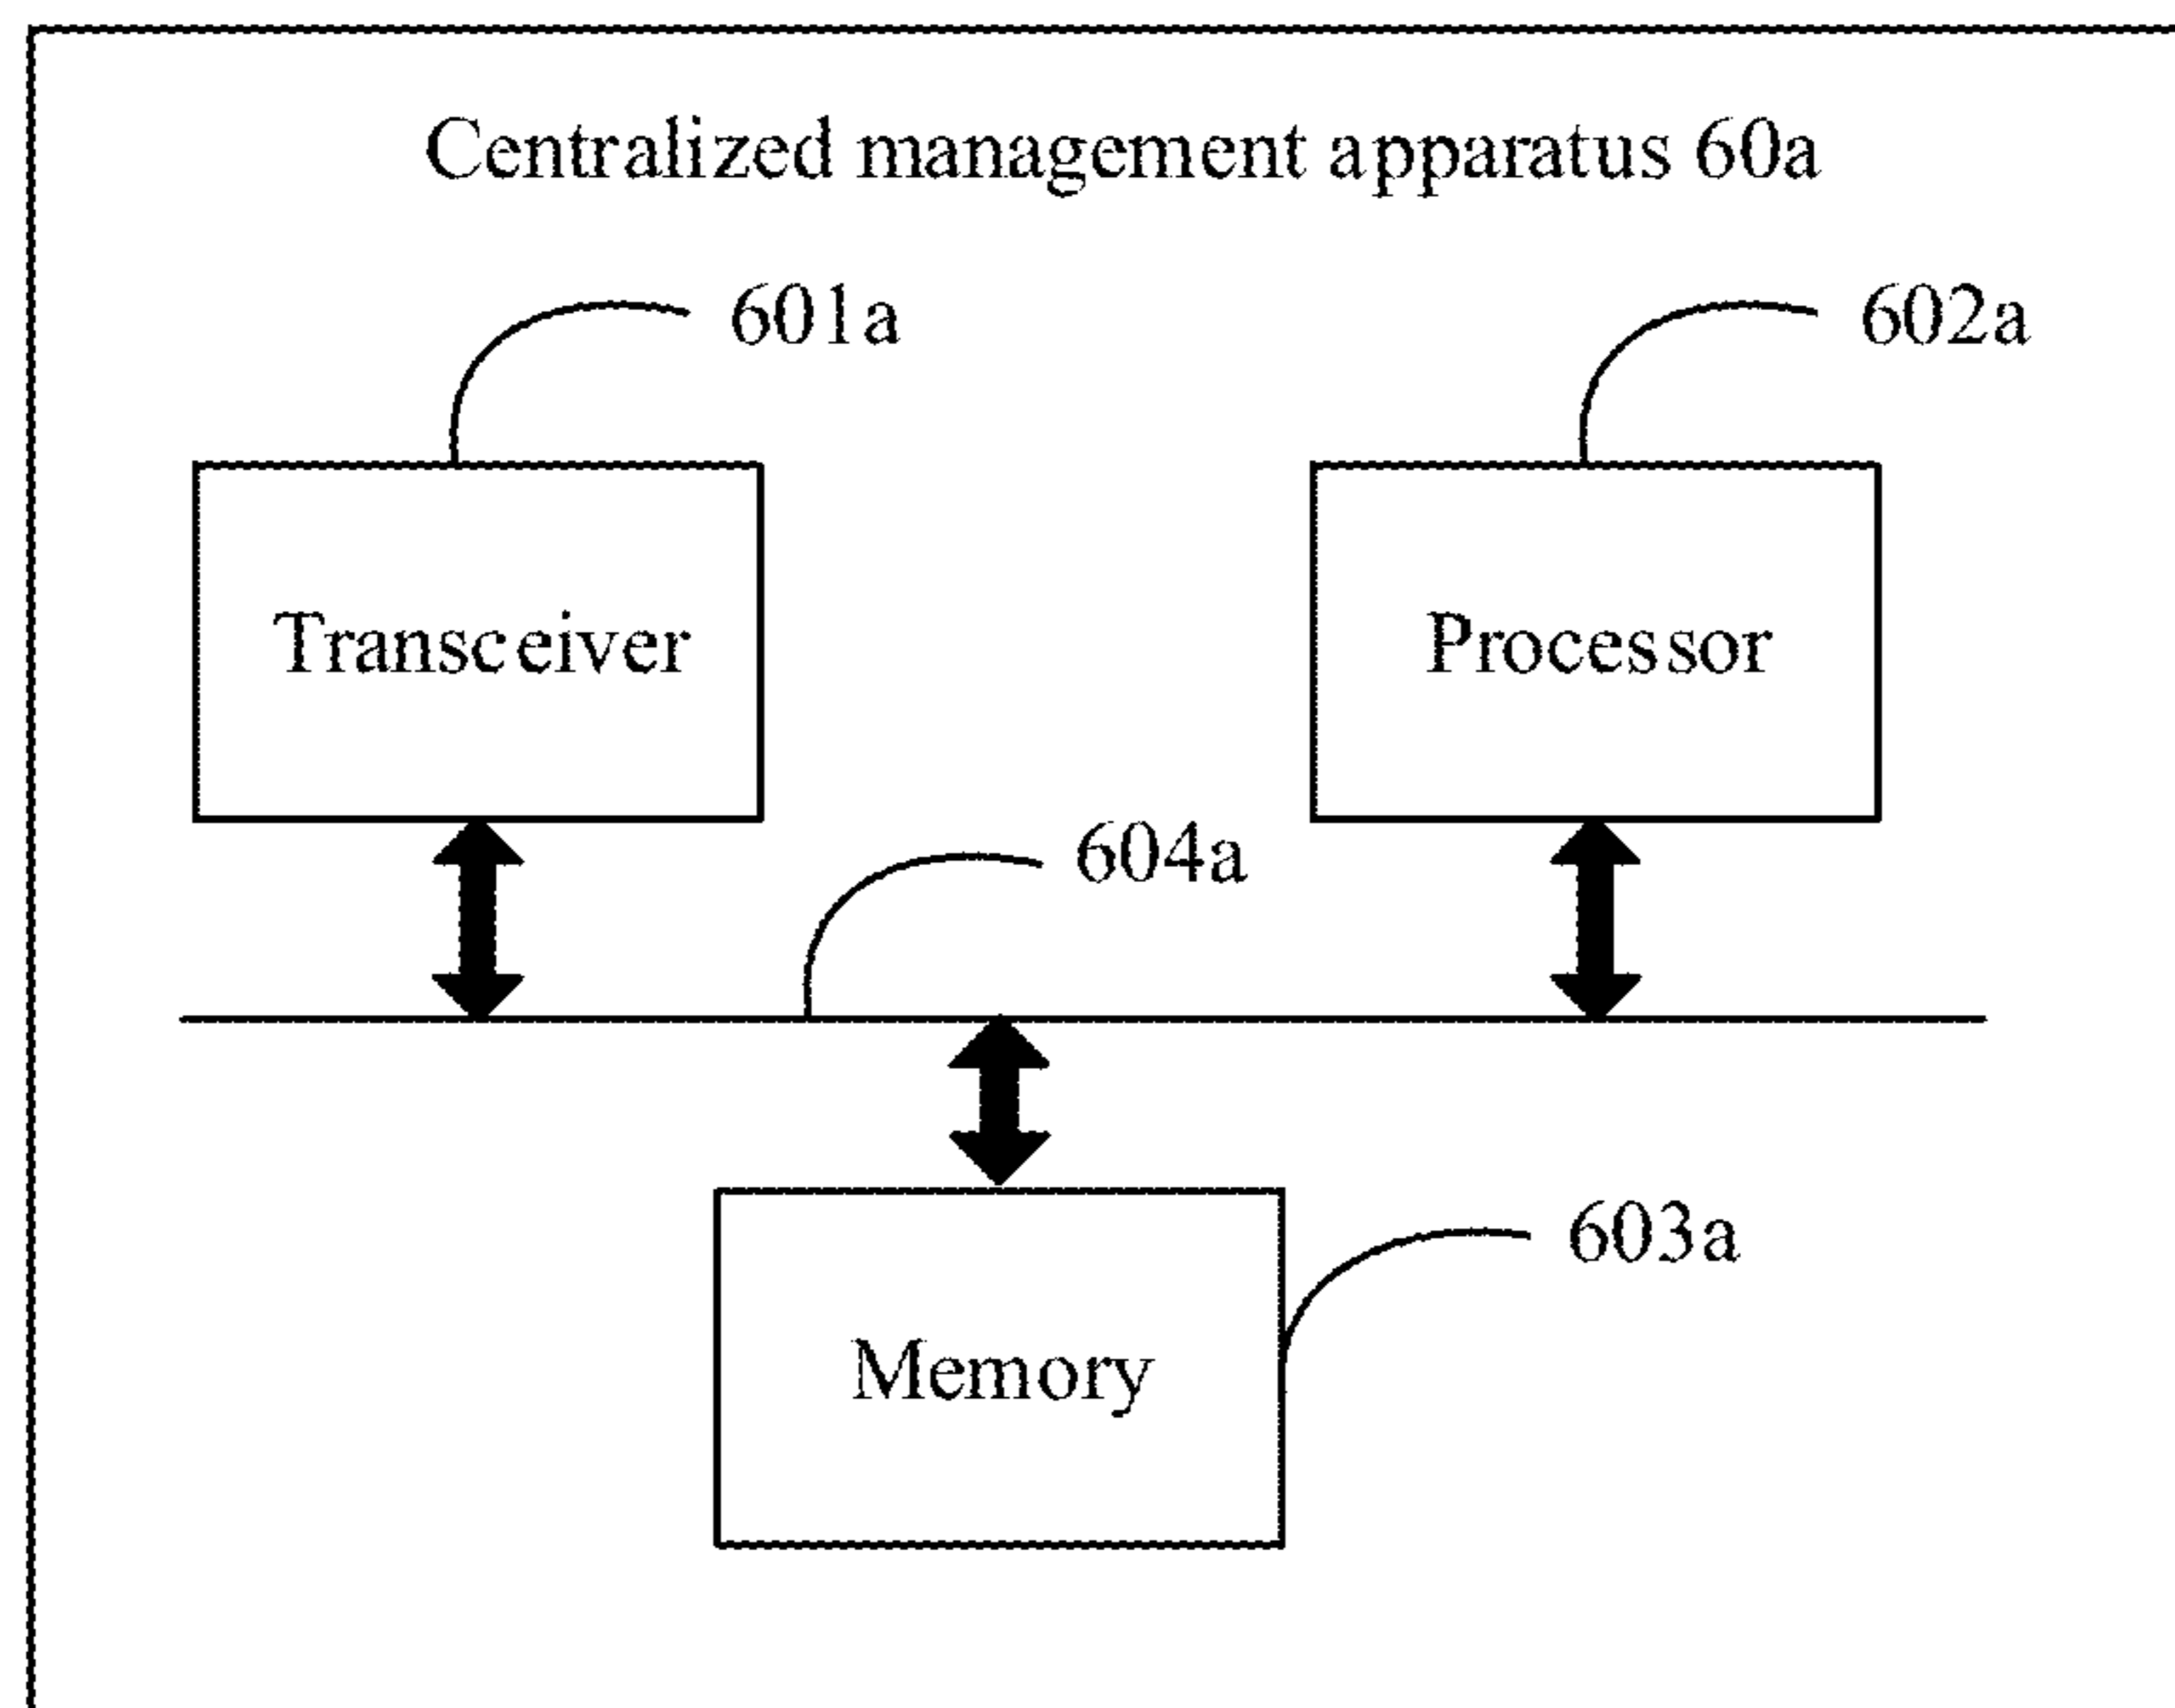 Centralized management apparatus 60a
601a
602a
Transceiver
Processor
604a
603a
Memory